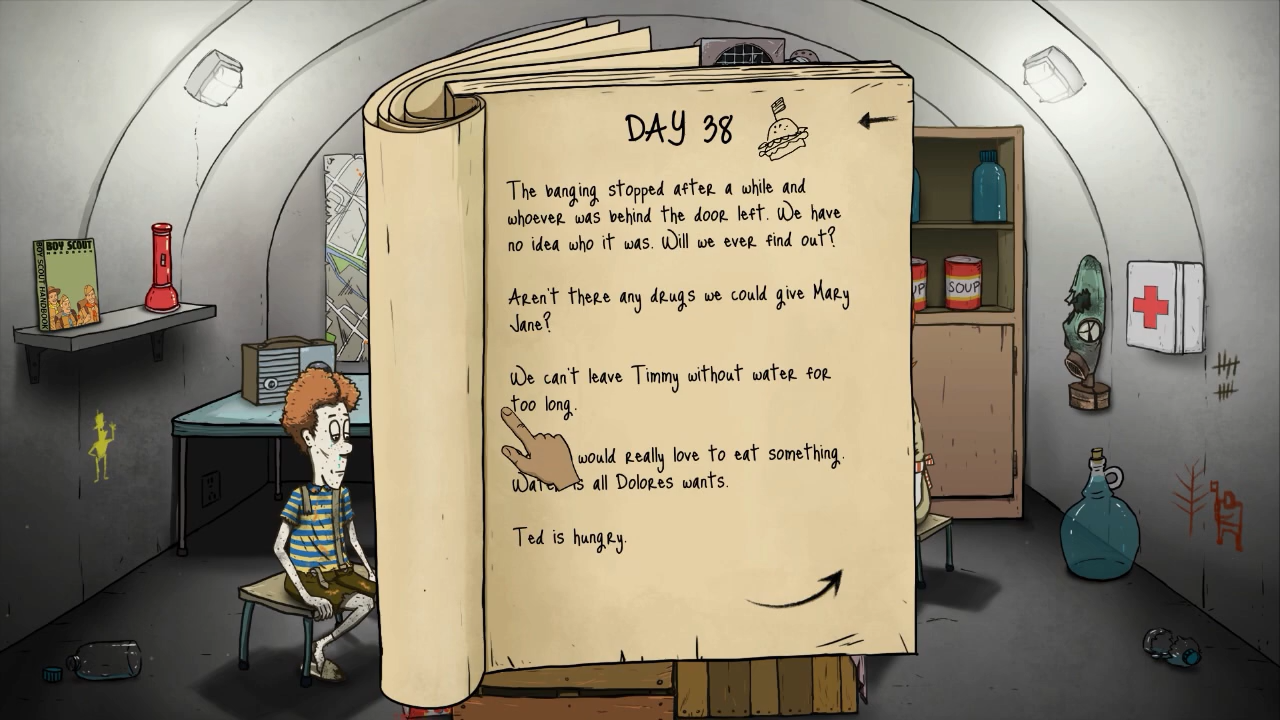 DAY 38
The banging stopped after a while and
whoever was behind the door left. We have
no idea who it was. Will we ever find out?
Aren't there any drugs we could give Mary
Jane?
We can't leave Timmy without water for
too long.
would really love to eat something.
is all Dolores wants.
Ted is hungry.
BOY SCOUT
BOY SCOUT HANDBOOK
UP
SOUP